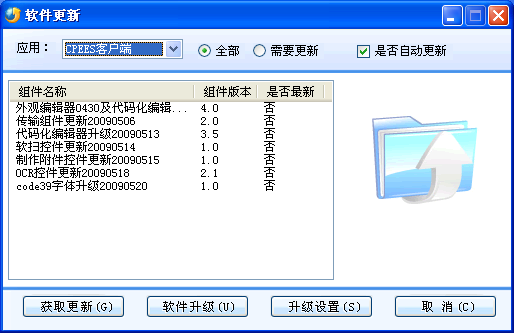 软件更新
应用： CPEES客户端 全部 需要更新 是否自动更新
组件名称 组件版本 是否最新
外观编辑器0430及代码化编辑... 4.0 否
传输组件更新20090506 2.0 否
代码化编辑器升级20090513 3.5 否
软扫控件更新20090514 1.0 否
制作附件控件更新20090515 1.0 否
OCR控件更新20090518 2.1 否
code39字体升级20090520 1.0 否
获取更新(G) 软件升级(U) 升级设置(S) 取 消(C)